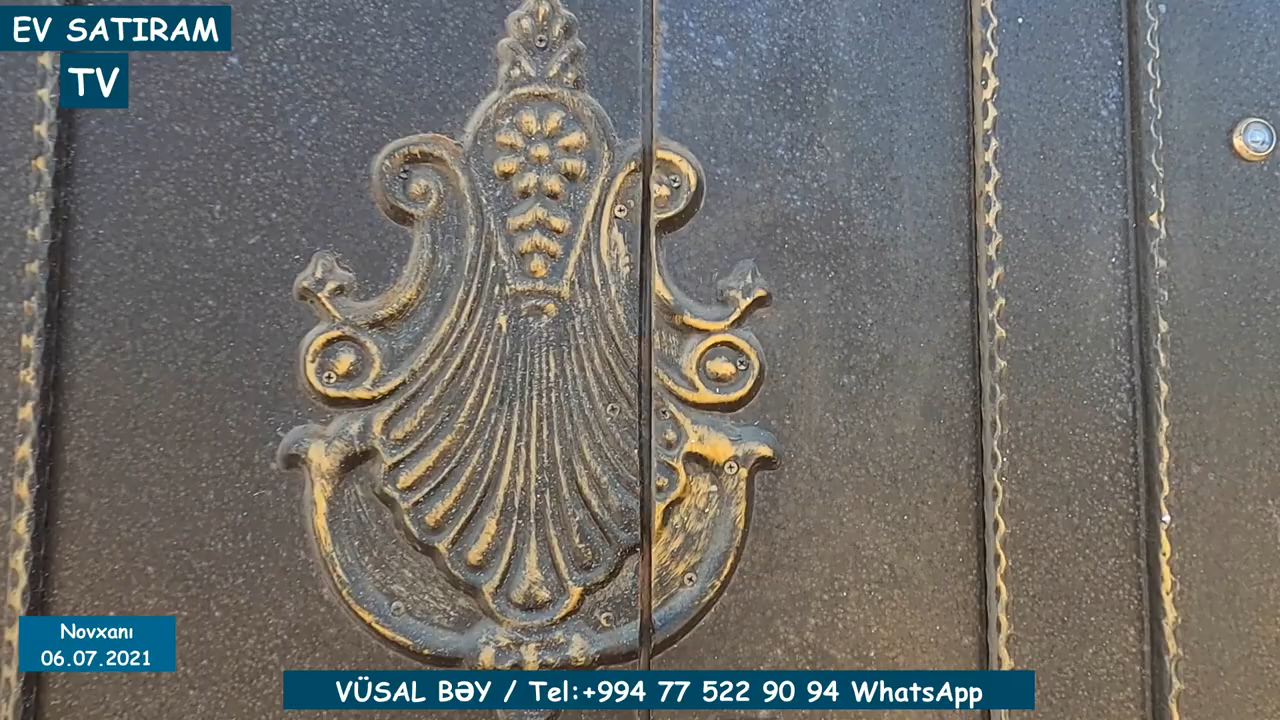 EV SATIRAM
TV
Novxanı
06.07.2021
VÜSAL BƏY / Tel:+994 77 522 90 94 WhatsApp